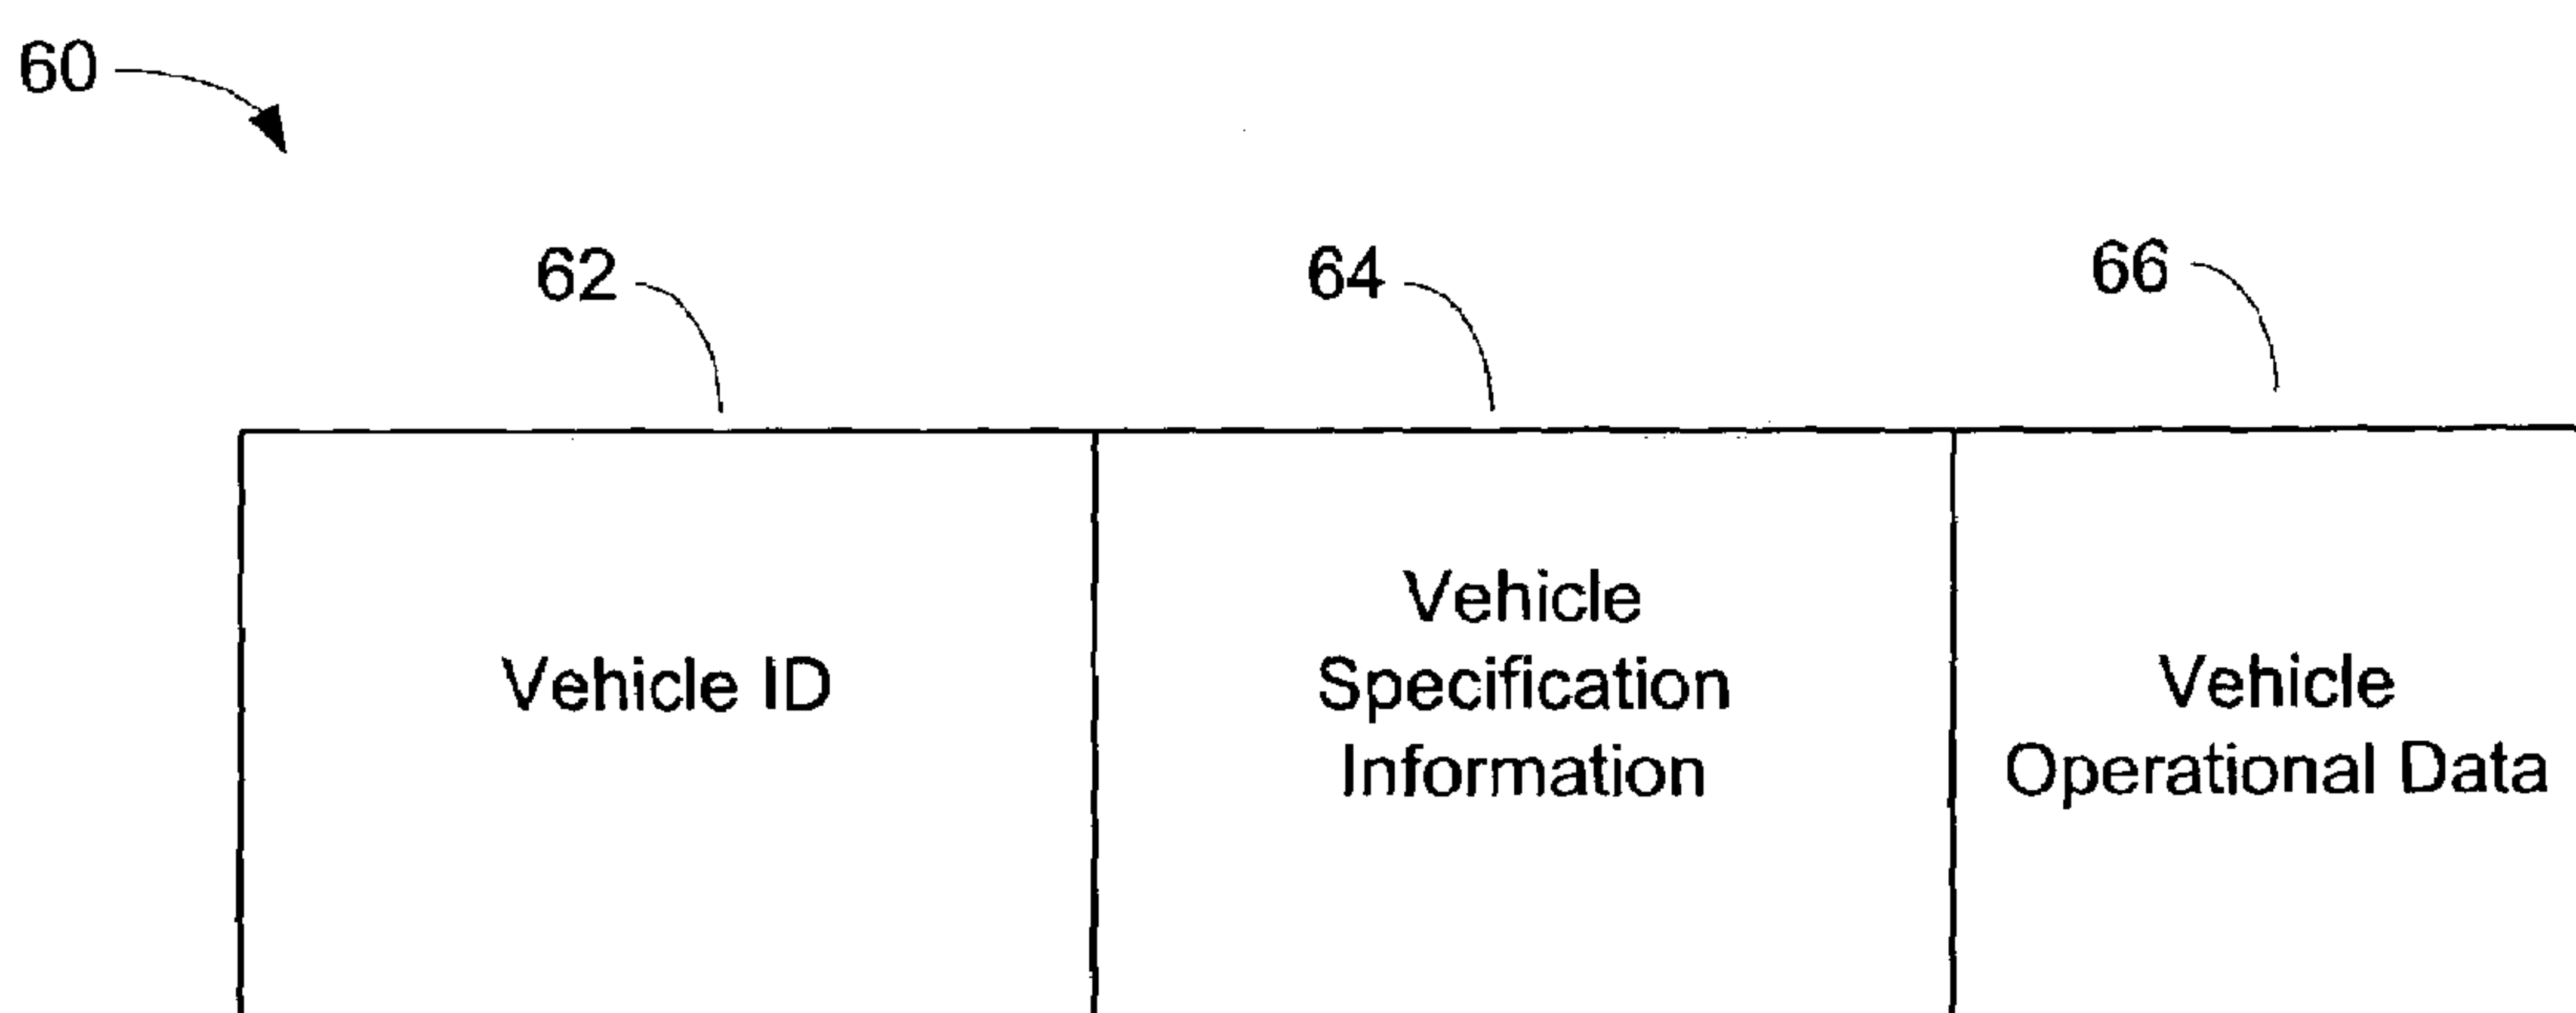 60
62
64
66
Vehicle ID
Vehicle
Specification
Information
Vehicle
Operational Data